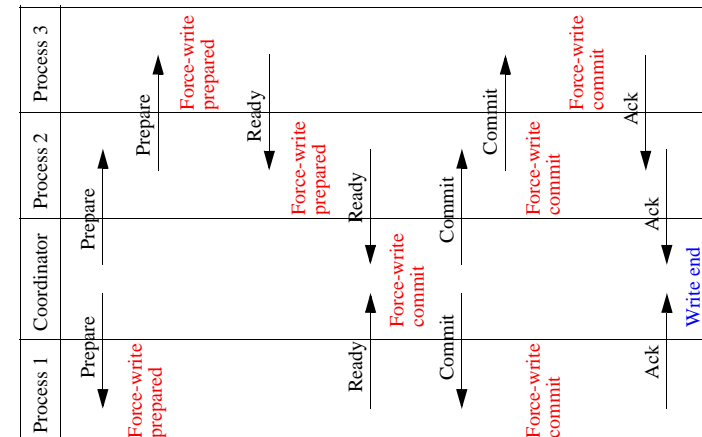 Process 1
Coordinator
Process 2
Process 3
Prepare
Prepare
Force-write
prepared
Prepare
Force-write
prepared
Ready
Force-write
prepared
Ready
Ready
Force-write
commit
Commit
Commit
Commit
Force-write
commit
Force-write
commit
Force-write
commit
Ack
Ack
Ack
Write end